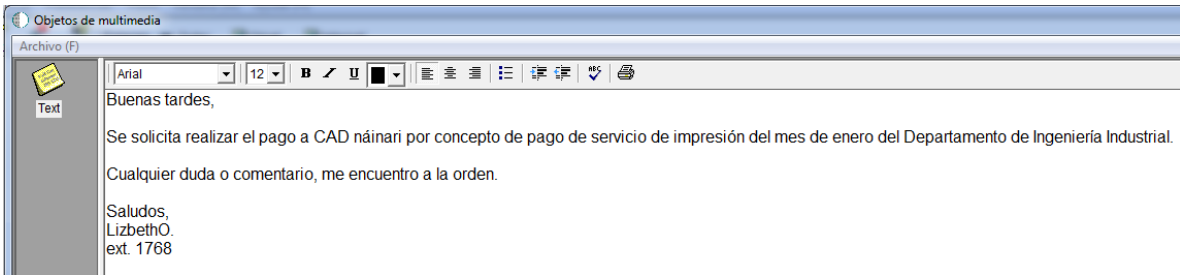 Objetos de multimedia
Archivo (F)
Arial 12 B I U ABC
Text
Buenas tardes,
Se solicita realizar el pago a CAD náinari por concepto de pago de servicio de impresión del mes de enero del Departamento de Ingeniería Industrial.
Cualquier duda o comentario, me encuentro a la orden.
Saludos,
LizbethO.
ext. 1768